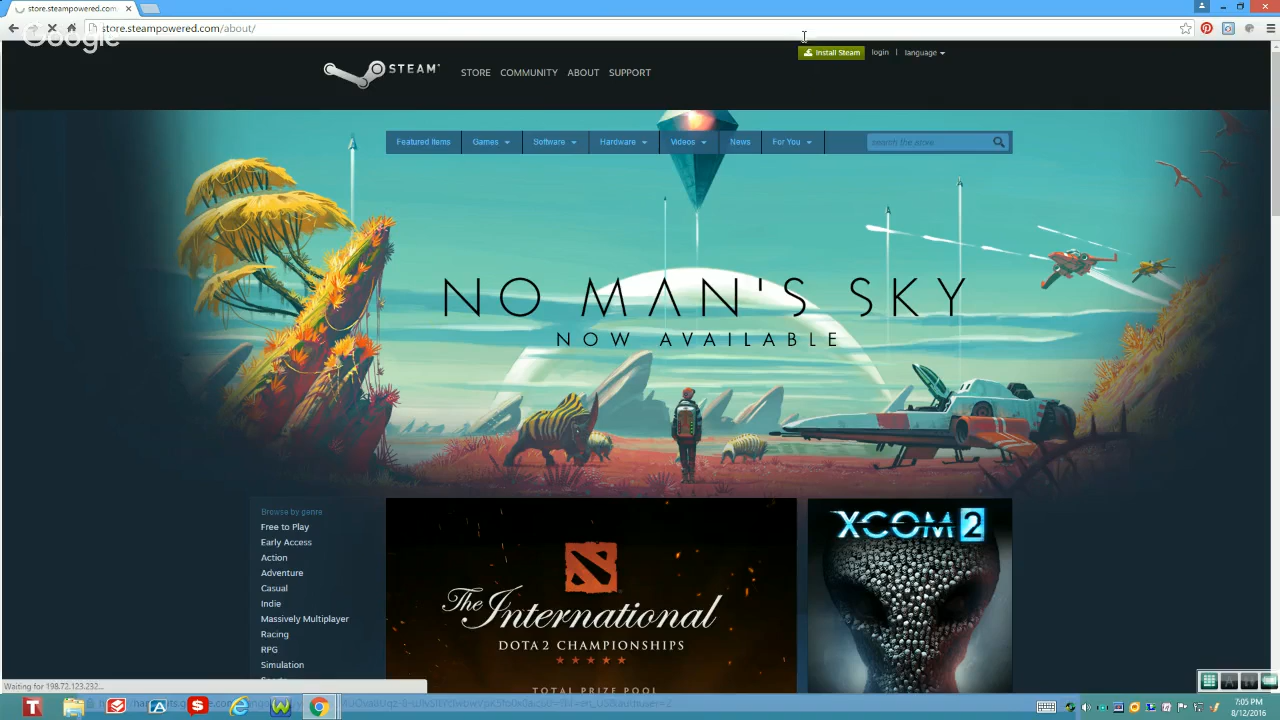 store.steampowered.com
store.steampowered.com/about/
Google
Install Steam login | language
STEAM
STORE COMMUNITY ABOUT SUPPORT
Featured Items Games Software Hardware Videos News For You search the store
NO MAN'S SKY
NOW AVAILABLE
Browse by genre
Free to Play
Early Access
Action
Adventure
Casual
Indie
Massively Multiplayer
Racing
RPG
Simulation
The International
DOTA 2 CHAMPIONSHIPS
TOTAL PRIZE POOL
XCOM 2
Waiting for 198.72.123.232...
7:05 PM
8/12/2016